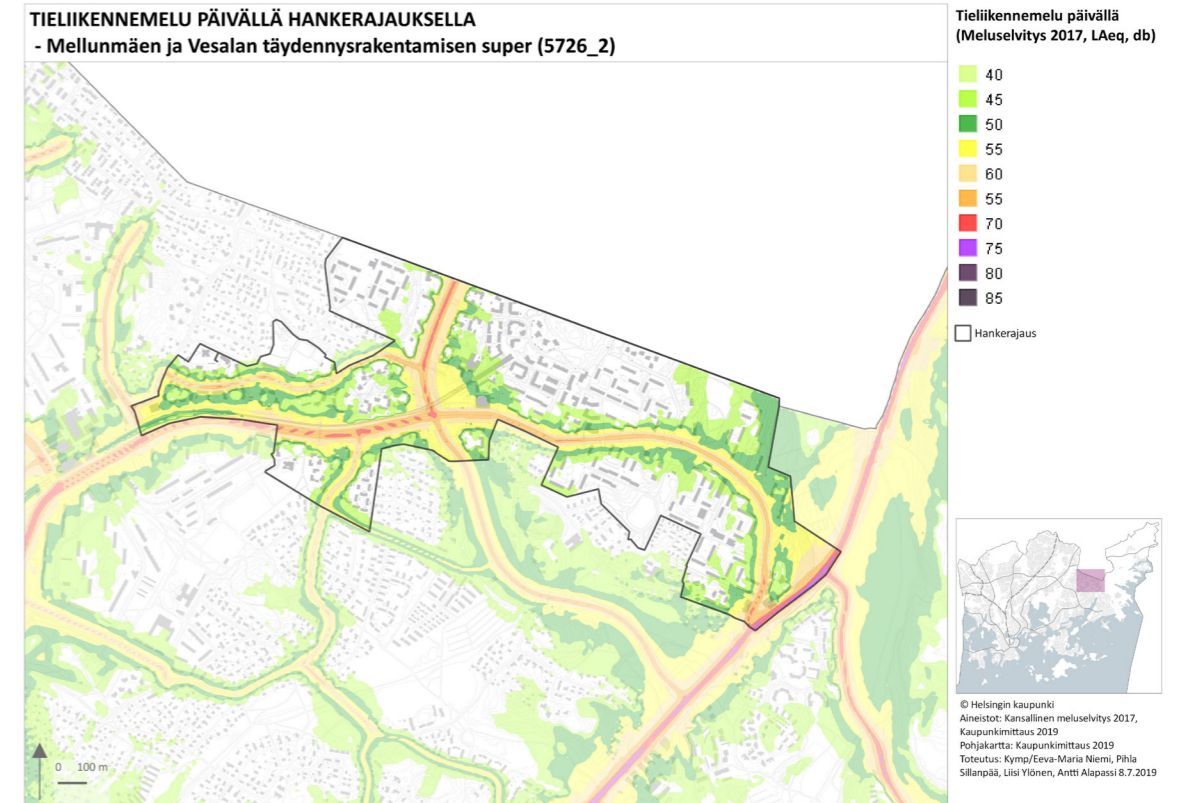 TIELIIKENNEMELU PÄIVÄLLÄ HANKERAJAUKSELLA
- Mellunmäen ja Vesalan täydennysrakentamisen super (5726_2)
Tieliikennemelu päivällä
(Meluselvitys 2017, LAeq, db)
40
45
50
55
60
55
70
75
80
85
Hankerajaus
0 100 m
© Helsingin kaupunki
Aineistot: Kansallinen meluselvitys 2017,
Kaupunkimittaus 2019
Pohjakartta: Kaupunkimittaus 2019
Toteutus: Kymp/Eeva-Maria Niemi, Pihla
Sillanpää, Liisi Ylönen, Antti Alapassi 8.7.2019